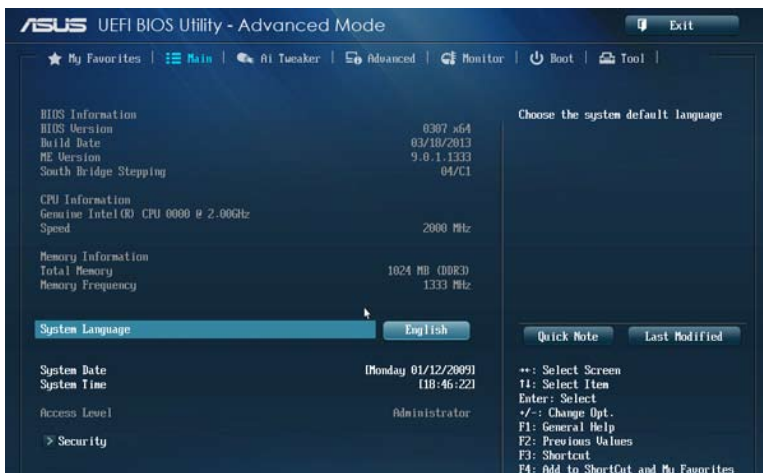 ASUS UEFI BIOS Utility - Advanced Mode
Exit
My Favorites | Main | Ai Tweaker | Advanced | Monitor | Boot | Tool |
BIOS Information
BIOS Version 0307 x64
Build Date 03/18/2013
ME Version 9.0.1.1333
South Bridge Stepping 04/C1
CPU Information
Genuine Intel(R) CPU 0000 @ 2.00GHz
Speed 2000 MHz
Memory Information
Total Memory 1024 MB (DDR3)
Memory Frequency 1333 MHz
System Language English
System Date [Monday 01/12/2009]
System Time [18:46:22]
Access Level Administrator
> Security
Choose the system default language
Quick Note
Last Modified
→←: Select Screen
↑↓: Select Item
Enter: Select
+/-: Change Opt.
F1: General Help
F2: Previous Values
F3: Shortcut
F4: Add to ShortCut and My Favorites